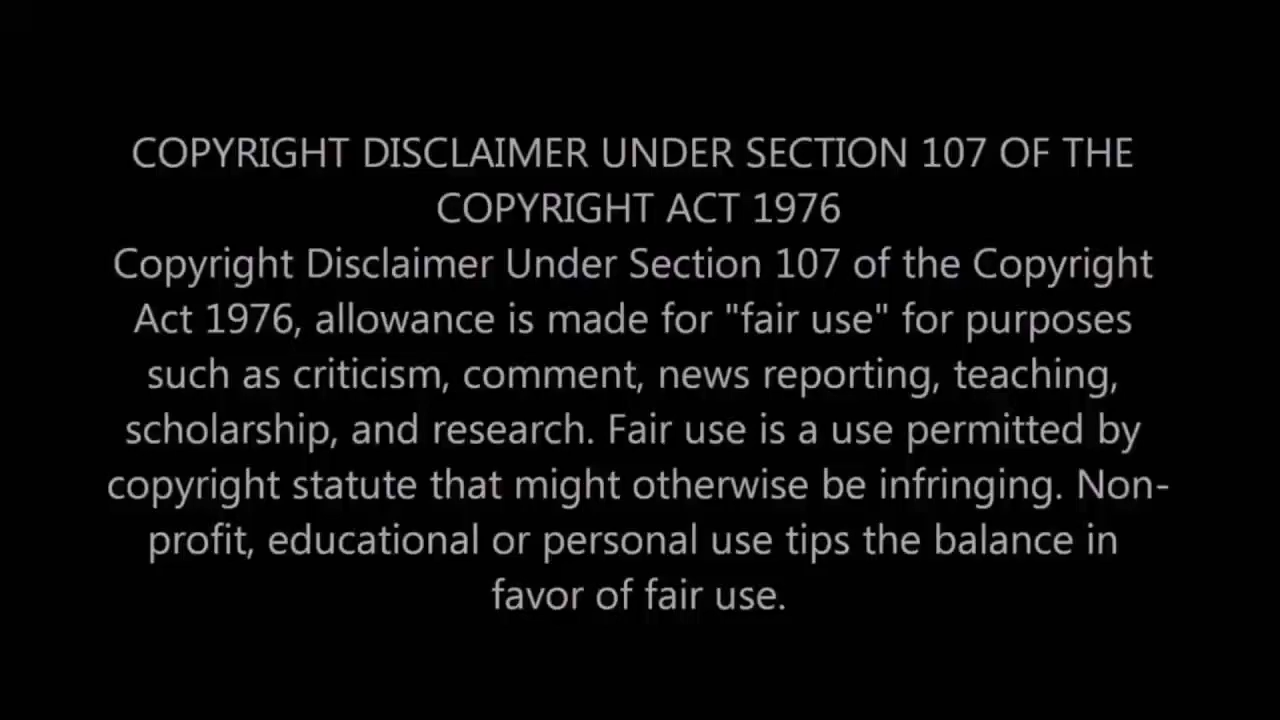 COPYRIGHT DISCLAIMER UNDER SECTION 107 OF THE
COPYRIGHT ACT 1976
Copyright Disclaimer Under Section 107 of the Copyright
Act 1976, allowance is made for "fair use" for purposes
such as criticism, comment, news reporting, teaching,
scholarship, and research. Fair use is a use permitted by
copyright statute that might otherwise be infringing. Non-
profit, educational or personal use tips the balance in
favor of fair use.